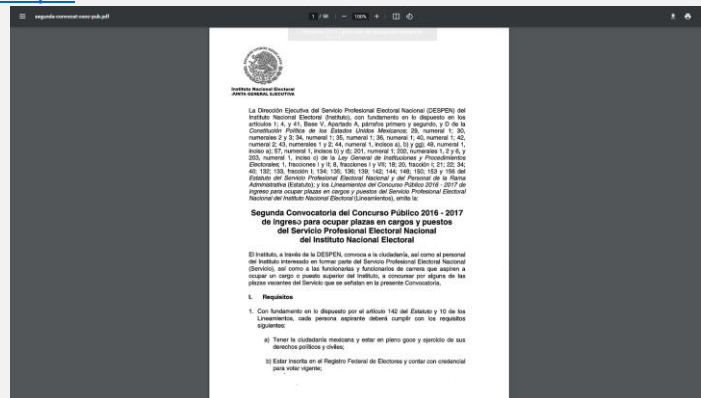 segunda-convocat-conc-pub.pdf
1 / 98
100%
Instituto Nacional Electoral
JUNTA GENERAL EJECUTIVA
La Dirección Ejecutiva del Servicio Profesional Electoral Nacional (DESPEN) del
Instituto Nacional Electoral (Instituto), con fundamento en lo dispuesto en los
artículos 1; 4, y 41, Base V, Apartado A, párrafos primero y segundo, y D de la
Constitución Política de los Estados Unidos Mexicanos; 29, numeral 1; 30,
numerales 2 y 3; 34, numeral 1; 35, numeral 1; 36, numeral 1; 40, numeral 1; 42,
numeral 2; 43, numerales 1 y 2; 44, numeral 1, incisos a), b) y gg); 48, numeral 1,
inciso a); 57, numeral 1, incisos b) y d); 201, numeral 1; 202, numerales 1, 2 y 6, y
203, numeral 1, inciso c) de la Ley General de Instituciones y Procedimientos
Electorales; 1, fracciones I y II; 8, fracciones I y VII; 18; 20, fracción I; 21; 22; 34;
40; 132; 133, fracción I; 134; 135; 136; 139; 142; 144; 148; 150; 153 y 156 del
Estatuto del Servicio Profesional Electoral Nacional y del Personal de la Rama
Administrativa (Estatuto); y los Lineamientos del Concurso Público 2016 - 2017 de
ingreso para ocupar plazas en cargos y puestos del Servicio Profesional Electoral
Nacional del Instituto Nacional Electoral (Lineamientos), emite la:
Segunda Convocatoria del Concurso Público 2016 - 2017
de ingreso para ocupar plazas en cargos y puestos
del Servicio Profesional Electoral Nacional
del Instituto Nacional Electoral
El Instituto, a través de la DESPEN, convoca a la ciudadanía, así como al personal
del Instituto interesado en formar parte del Servicio Profesional Electoral Nacional
(Servicio), así como a las funcionarias y funcionarios de carrera que aspiren a
ocupar un cargo o puesto superior del Instituto, a concursar por alguna de las
plazas vacantes del Servicio que se señalan en la presente Convocatoria.
I. Requisitos
1. Con fundamento en lo dispuesto por el artículo 142 del Estatuto y 10 de los
Lineamientos, cada persona aspirante deberá cumplir con los requisitos
siguientes:
a) Tener la ciudadanía mexicana y estar en pleno goce y ejercicio de sus
derechos políticos y civiles;
b) Estar inscrita en el Registro Federal de Electores y contar con credencial
para votar vigente;